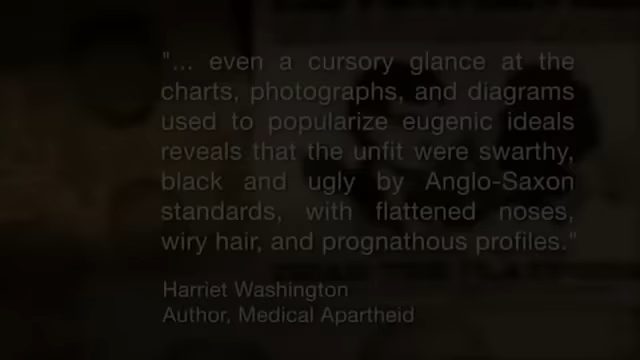 "... even a cursory glance at the
charts, photographs, and diagrams
used to popularize eugenic ideals
reveals that the unfit were swarthy,
black and ugly by Anglo-Saxon
standards, with flattened noses,
wiry hair, and prognathous profiles."
Harriet Washington
Author, Medical Apartheid